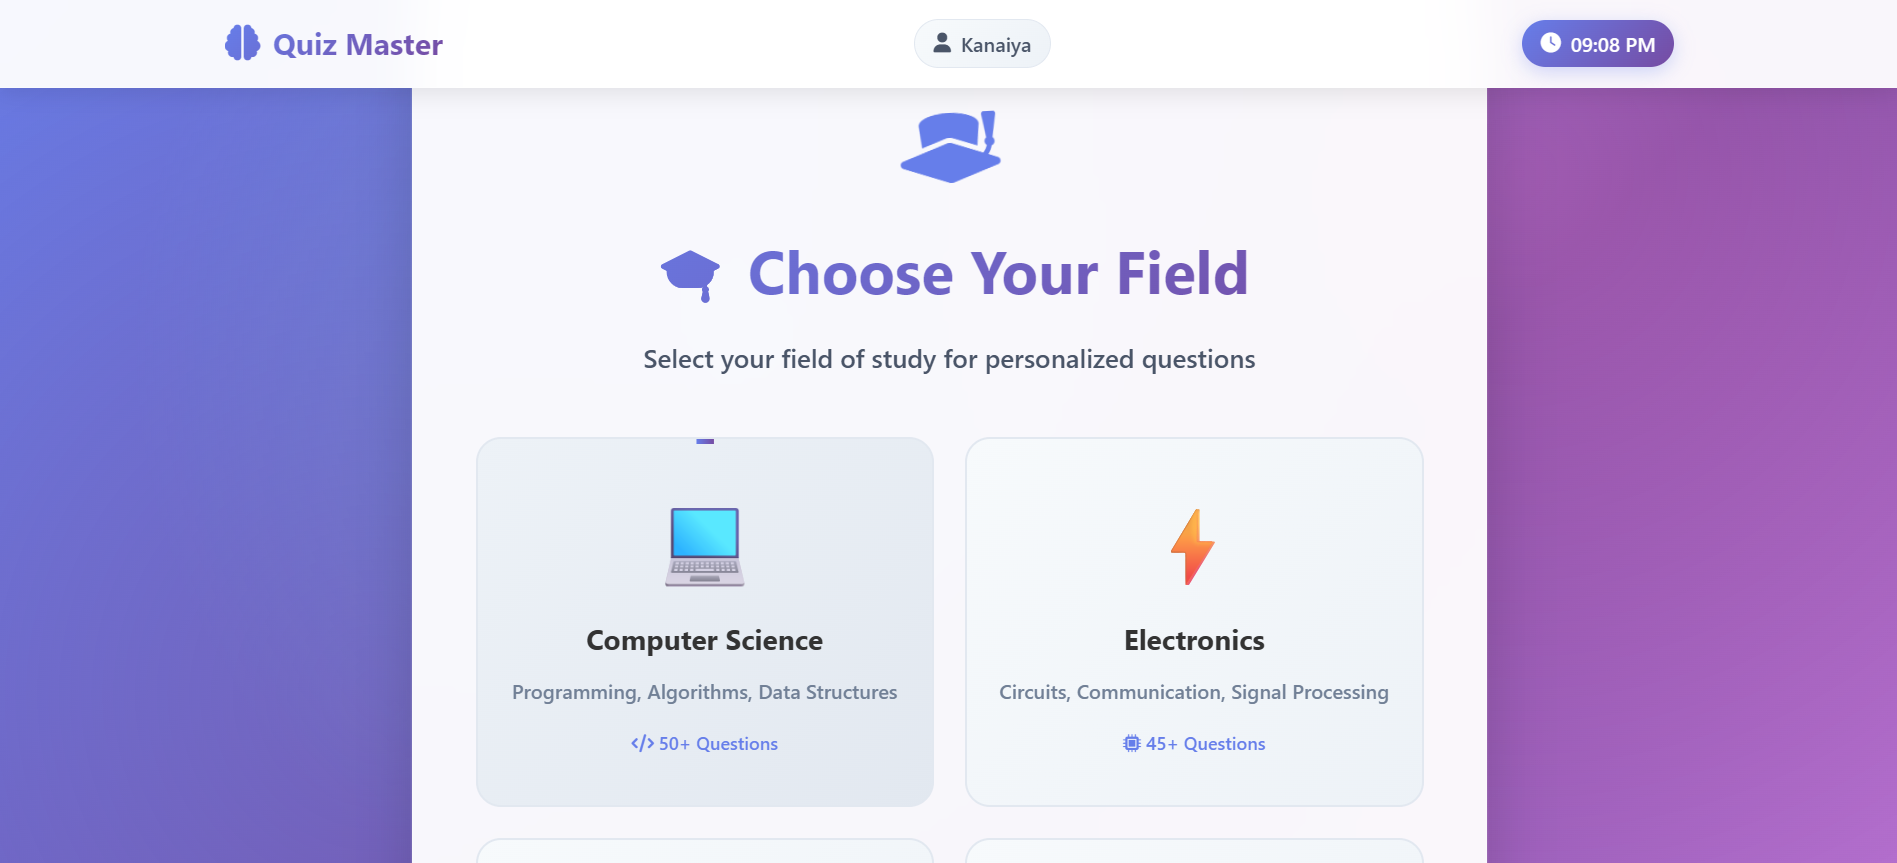 Quiz Master
Kanaiya
09:08 PM
Choose Your Field
Select your field of study for personalized questions
Computer Science
Programming, Algorithms, Data Structures
</> 50+ Questions
Electronics
Circuits, Communication, Signal Processing
45+ Questions